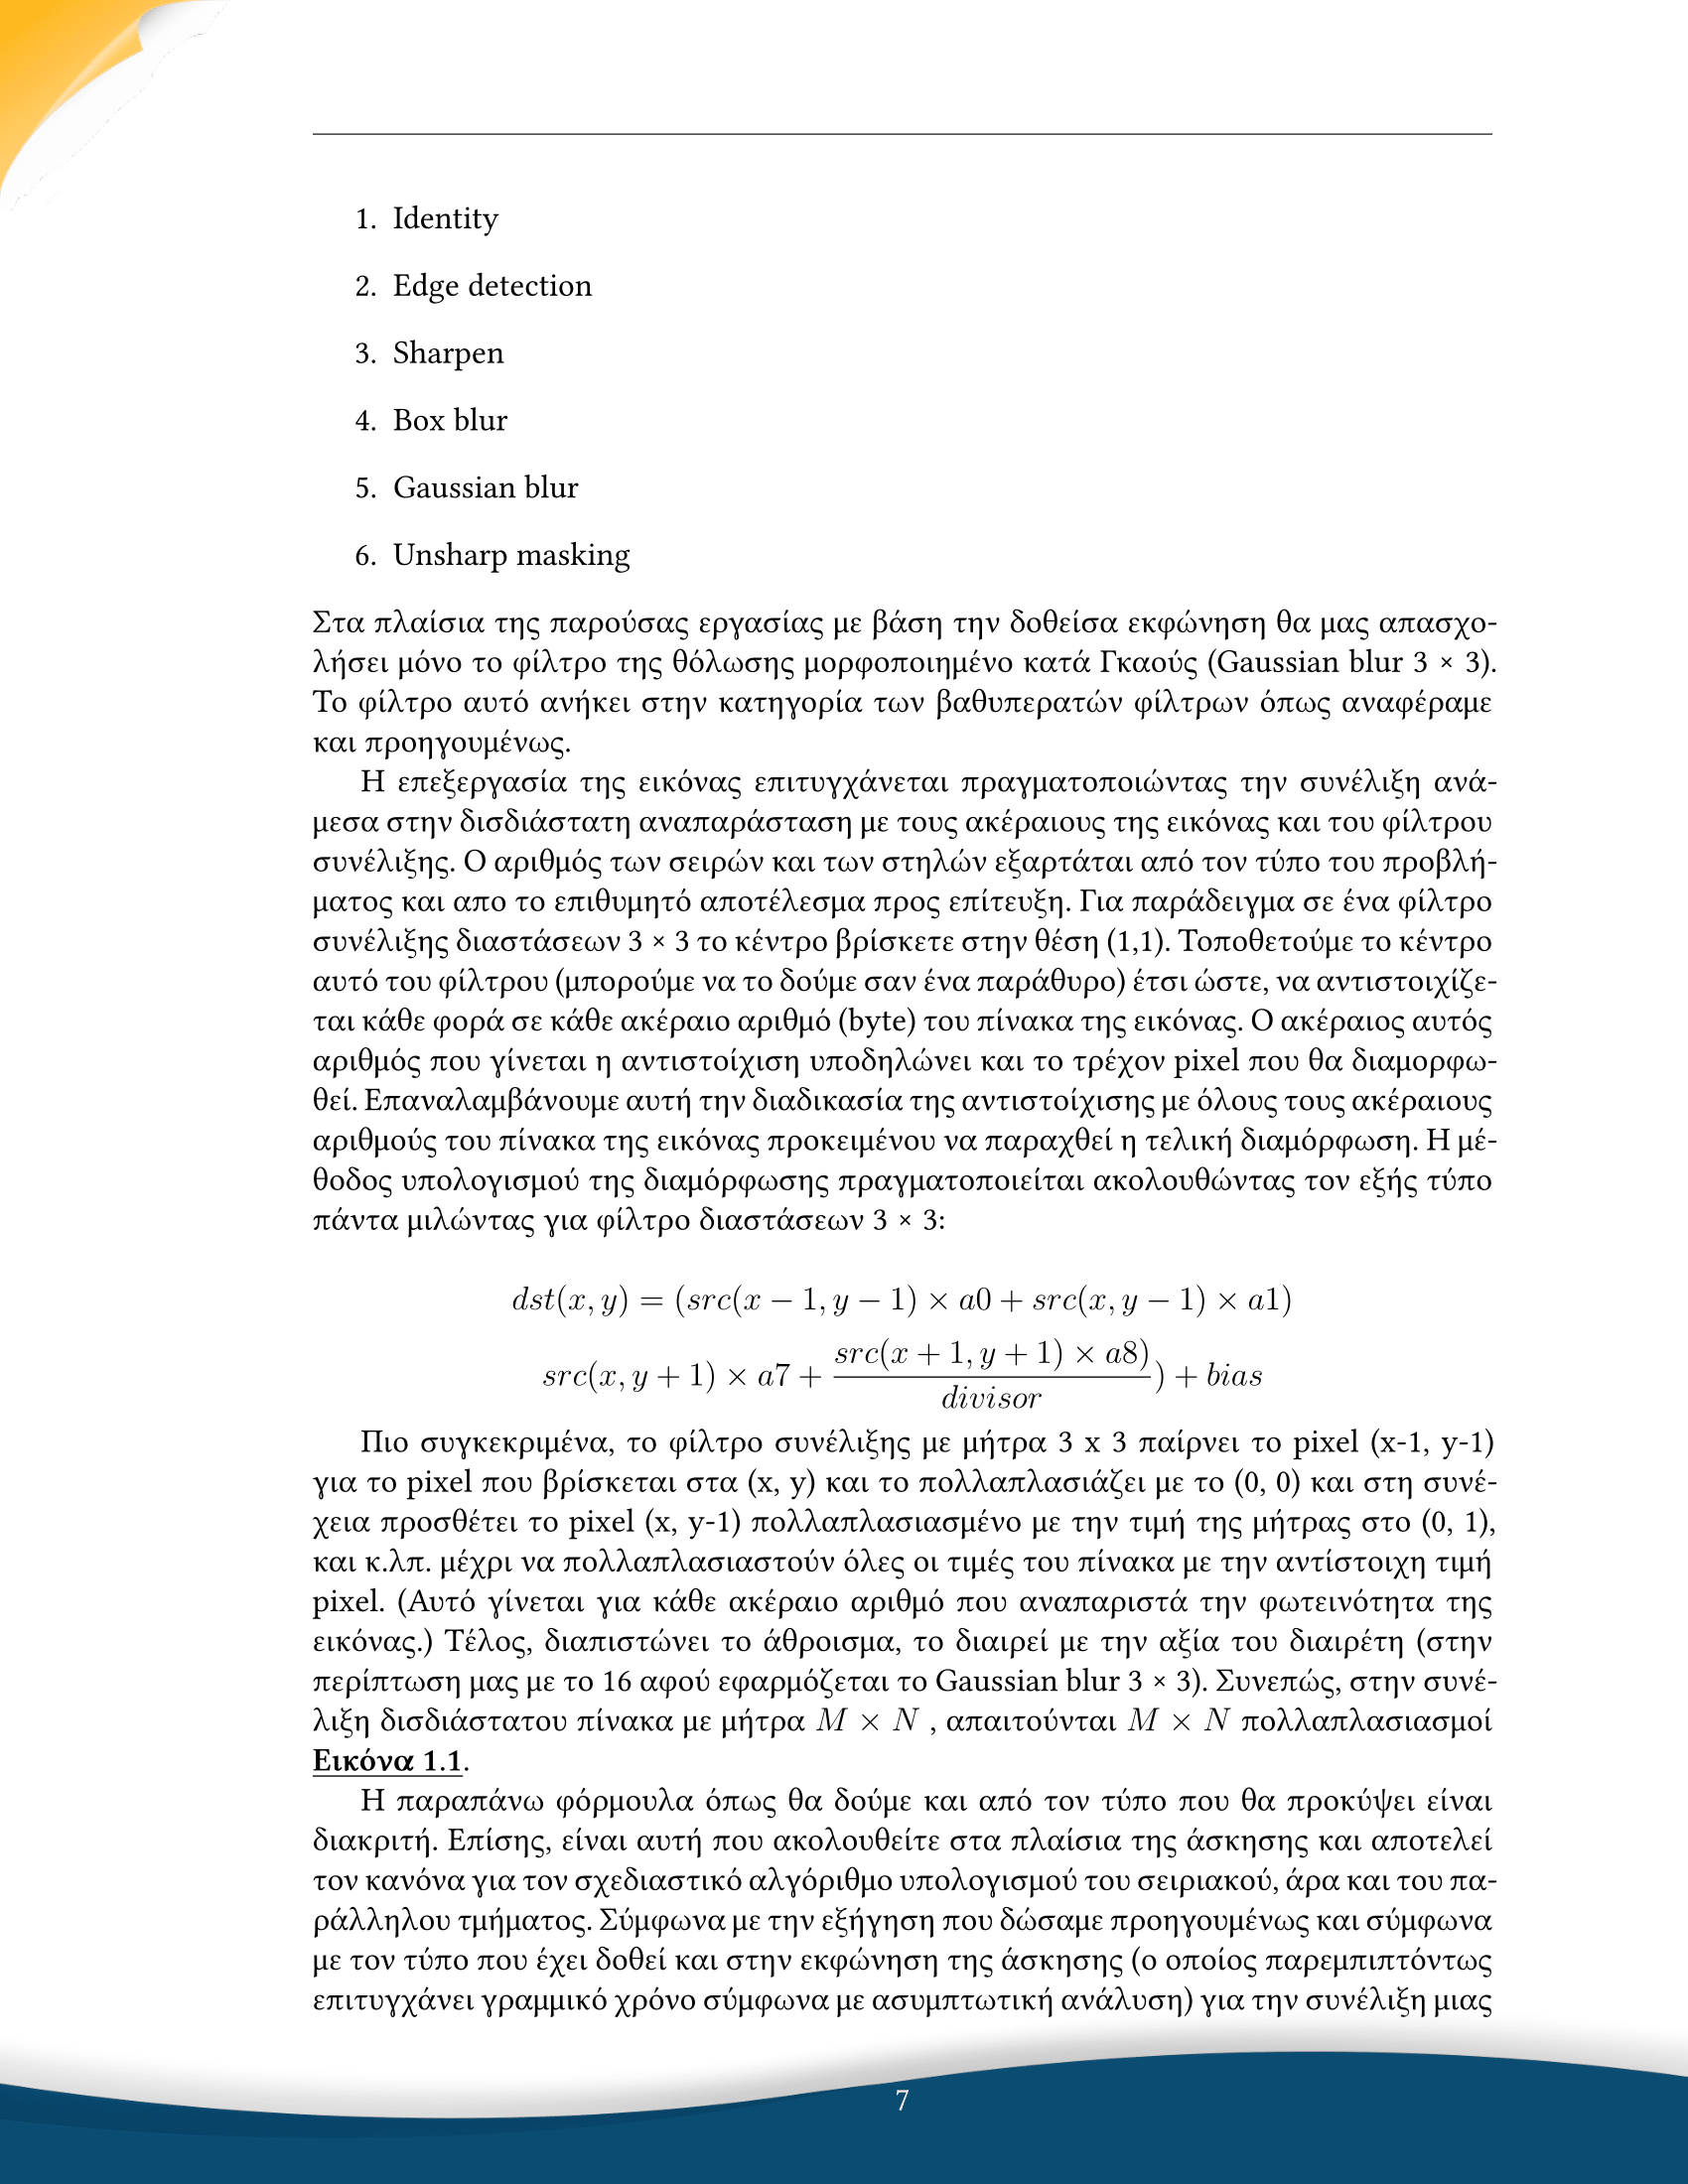 1. Identity
2. Edge detection
3. Sharpen
4. Box blur
5. Gaussian blur
6. Unsharp masking
Στα πλαίσια της παρούσας εργασίας με βάση την δοθείσα εκφώνηση θα μας απασχο-
λήσει μόνο το φίλτρο της θόλωσης μορφοποιημένο κατά Γκαούς (Gaussian blur 3 × 3).
Το φίλτρο αυτό ανήκει στην κατηγορία των βαθυπερατών φίλτρων όπως αναφέραμε
και προηγουμένως.
Η επεξεργασία της εικόνας επιτυγχάνεται πραγματοποιώντας την συνέλιξη ανά-
μεσα στην δισδιάστατη αναπαράσταση με τους ακέραιους της εικόνας και του φίλτρου
συνέλιξης. Ο αριθμός των σειρών και των στηλών εξαρτάται από τον τύπο του προβλή-
ματος και απο το επιθυμητό αποτέλεσμα προς επίτευξη. Για παράδειγμα σε ένα φίλτρο
συνέλιξης διαστάσεων 3 × 3 το κέντρο βρίσκετε στην θέση (1,1). Τοποθετούμε το κέντρο
αυτό του φίλτρου (μπορούμε να το δούμε σαν ένα παράθυρο) έτσι ώστε, να αντιστοιχίζε-
ται κάθε φορά σε κάθε ακέραιο αριθμό (byte) του πίνακα της εικόνας. Ο ακέραιος αυτός
αριθμός που γίνεται η αντιστοίχιση υποδηλώνει και το τρέχον pixel που θα διαμορφω-
θεί. Επαναλαμβάνουμε αυτή την διαδικασία της αντιστοίχισης με όλους τους ακέραιους
αριθμούς του πίνακα της εικόνας προκειμένου να παραχθεί η τελική διαμόρφωση. Η μέ-
θοδος υπολογισμού της διαμόρφωσης πραγματοποιείται ακολουθώντας τον εξής τύπο
πάντα μιλώντας για φίλτρο διαστάσεων 3 × 3:
dst(x, y) = (src(x − 1, y − 1) × a0 + src(x, y − 1) × a1)
src(x, y + 1) × a7 + src(x + 1, y + 1) × a8) / divisor ) + bias
Πιο συγκεκριμένα, το φίλτρο συνέλιξης με μήτρα 3 x 3 παίρνει το pixel (x-1, y-1)
για το pixel που βρίσκεται στα (x, y) και το πολλαπλασιάζει με το (0, 0) και στη συνέ-
χεια προσθέτει το pixel (x, y-1) πολλαπλασιασμένο με την τιμή της μήτρας στο (0, 1),
και κ.λπ. μέχρι να πολλαπλασιαστούν όλες οι τιμές του πίνακα με την αντίστοιχη τιμή
pixel. (Αυτό γίνεται για κάθε ακέραιο αριθμό που αναπαριστά την φωτεινότητα της
εικόνας.) Τέλος, διαπιστώνει το άθροισμα, το διαιρεί με την αξία του διαιρέτη (στην
περίπτωση μας με το 16 αφού εφαρμόζεται το Gaussian blur 3 × 3). Συνεπώς, στην συνέ-
λιξη δισδιάστατου πίνακα με μήτρα M × N , απαιτούνται M × N πολλαπλασιασμοί
Εικόνα 1.1.
Η παραπάνω φόρμουλα όπως θα δούμε και από τον τύπο που θα προκύψει είναι
διακριτή. Επίσης, είναι αυτή που ακολουθείτε στα πλαίσια της άσκησης και αποτελεί
τον κανόνα για τον σχεδιαστικό αλγόριθμο υπολογισμού του σειριακού, άρα και του πα-
ράλληλου τμήματος. Σύμφωνα με την εξήγηση που δώσαμε προηγουμένως και σύμφωνα
με τον τύπο που έχει δοθεί και στην εκφώνηση της άσκησης (ο οποίος παρεμπιπτόντως
επιτυγχάνει γραμμικό χρόνο σύμφωνα με ασυμπτωτική ανάλυση) για την συνέλιξη μιας
7